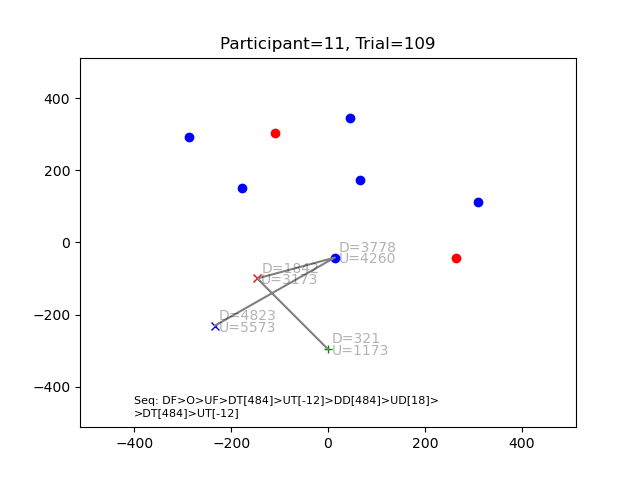 Participant=11, Trial=109
400
200
0
−200
−400
D=3778
U=4260
U=3173
D=4823
U=5573
D=321
U=1173
Seq: DF>O>UF>DT[484]>UT[-12]>DD[484]>UD[18]>
>DT[484]>UT[-12]
−400
−200
0
200
400